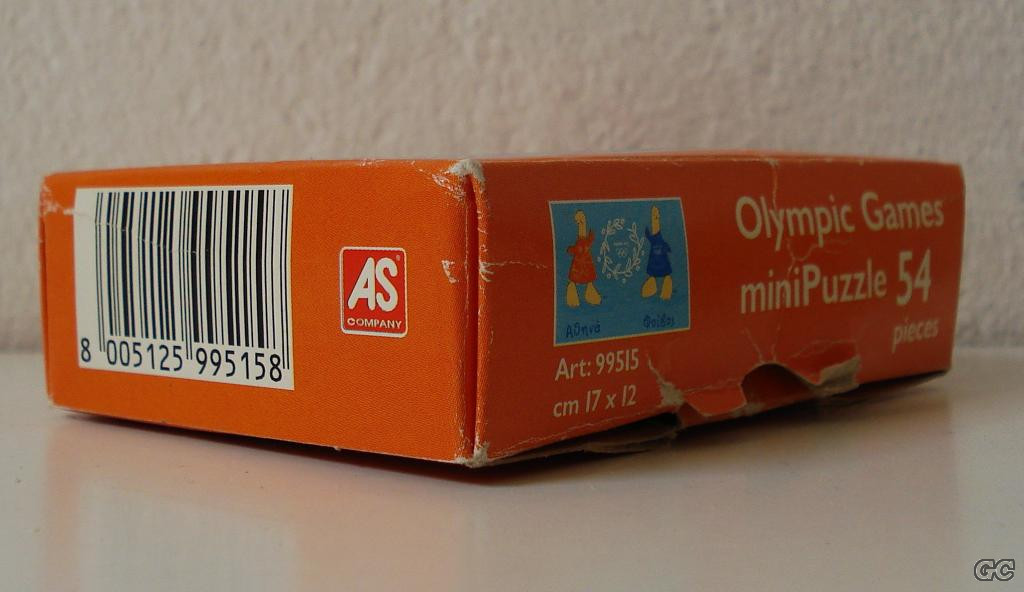 8 005125 995158
AS
COMPANY
Αθηνά Φοίβος
Olympic Games
miniPuzzle 54
pieces
Art: 99515
cm 17 x 12
GC